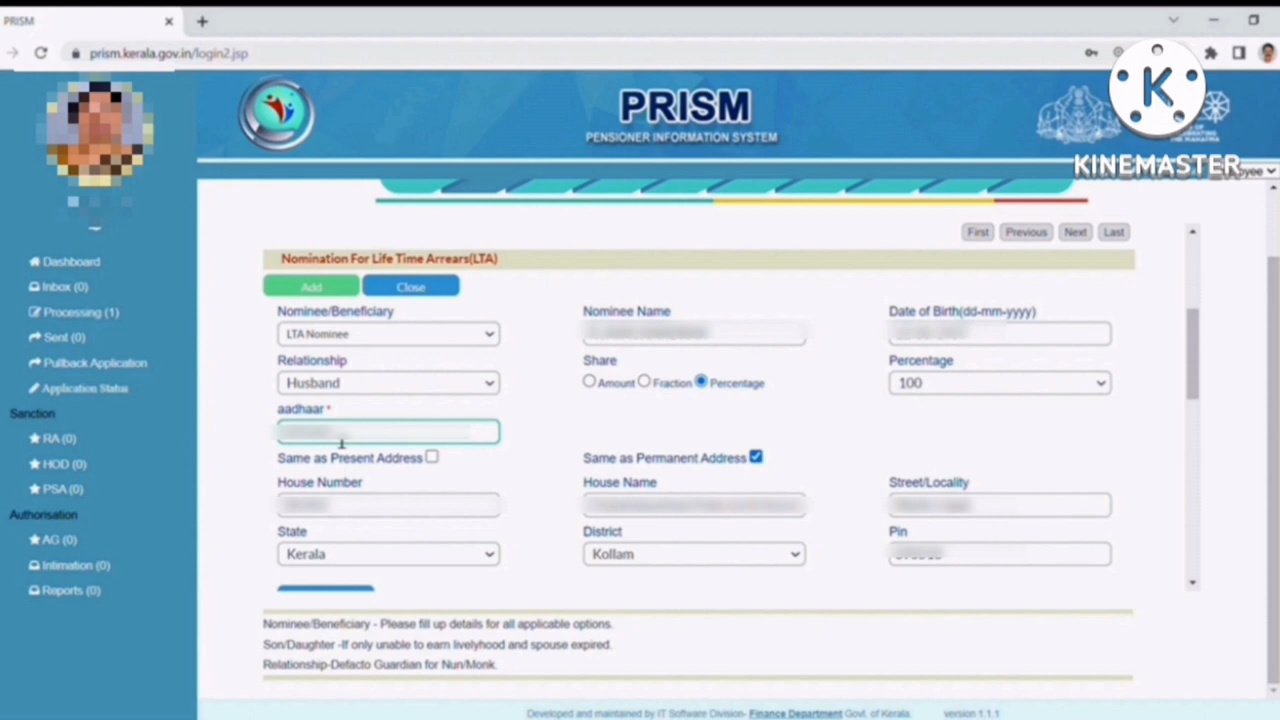 PRISM
prism.kerala.gov.in/login2.jsp
PRISM
PENSIONER INFORMATION SYSTEM
KINEMASTER
Dashboard
Inbox (0)
Processing (1)
Sent (0)
Pullback Application
Application Status
Sanction
RA (0)
HOD (0)
PSA (0)
Authorisation
AG (0)
Intimation (0)
Reports (0)
First Previous Next Last
Nomination For Life Time Arrears(LTA)
Add Close
Nominee/Beneficiary Nominee Name Date of Birth(dd-mm-yyyy)
LTA Nominee
Relationship Share Percentage
Husband Amount Fraction Percentage 100
aadhaar *
Same as Present Address Same as Permanent Address
House Number House Name Street/Locality
State District Pin
Kerala Kollam
Nominee/Beneficiary - Please fill up details for all applicable options.
Son/Daughter -If only unable to earn livelyhood and spouse expired.
Relationship-Defacto Guardian for Nun/Monk.
Developed and maintained by IT Software Division- Finance Department Govt. of Kerala. version 1.1.1